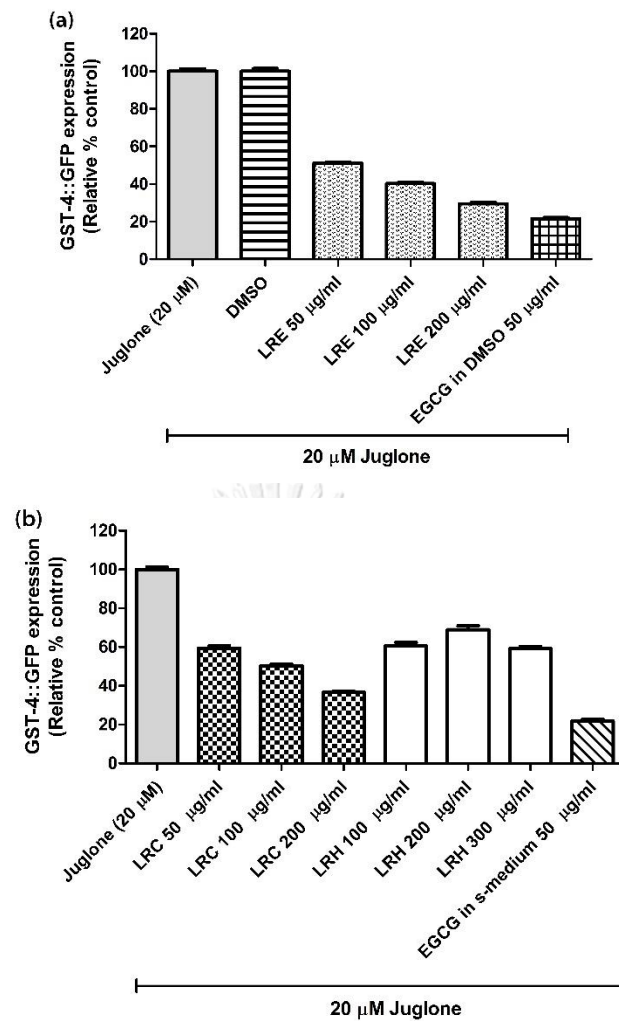 (a)
GST-4::GFP expression
(Relative % control)
120
100
80
60
40
20
0
Juglone (20 μM)
DMSO
LRE 50 μg/ml
LRE 100 μg/ml
LRE 200 μg/ml
EGCG in DMSO 50 μg/ml
20 μM Juglone
(b)
GST-4::GFP expression
(Relative % control)
120
100
80
60
40
20
0
Juglone (20 μM)
LRC 50 μg/ml
LRC 100 μg/ml
LRC 200 μg/ml
LRH 100 μg/ml
LRH 200 μg/ml
LRH 300 μg/ml
EGCG in s-medium 50 μg/ml
20 μM Juglone